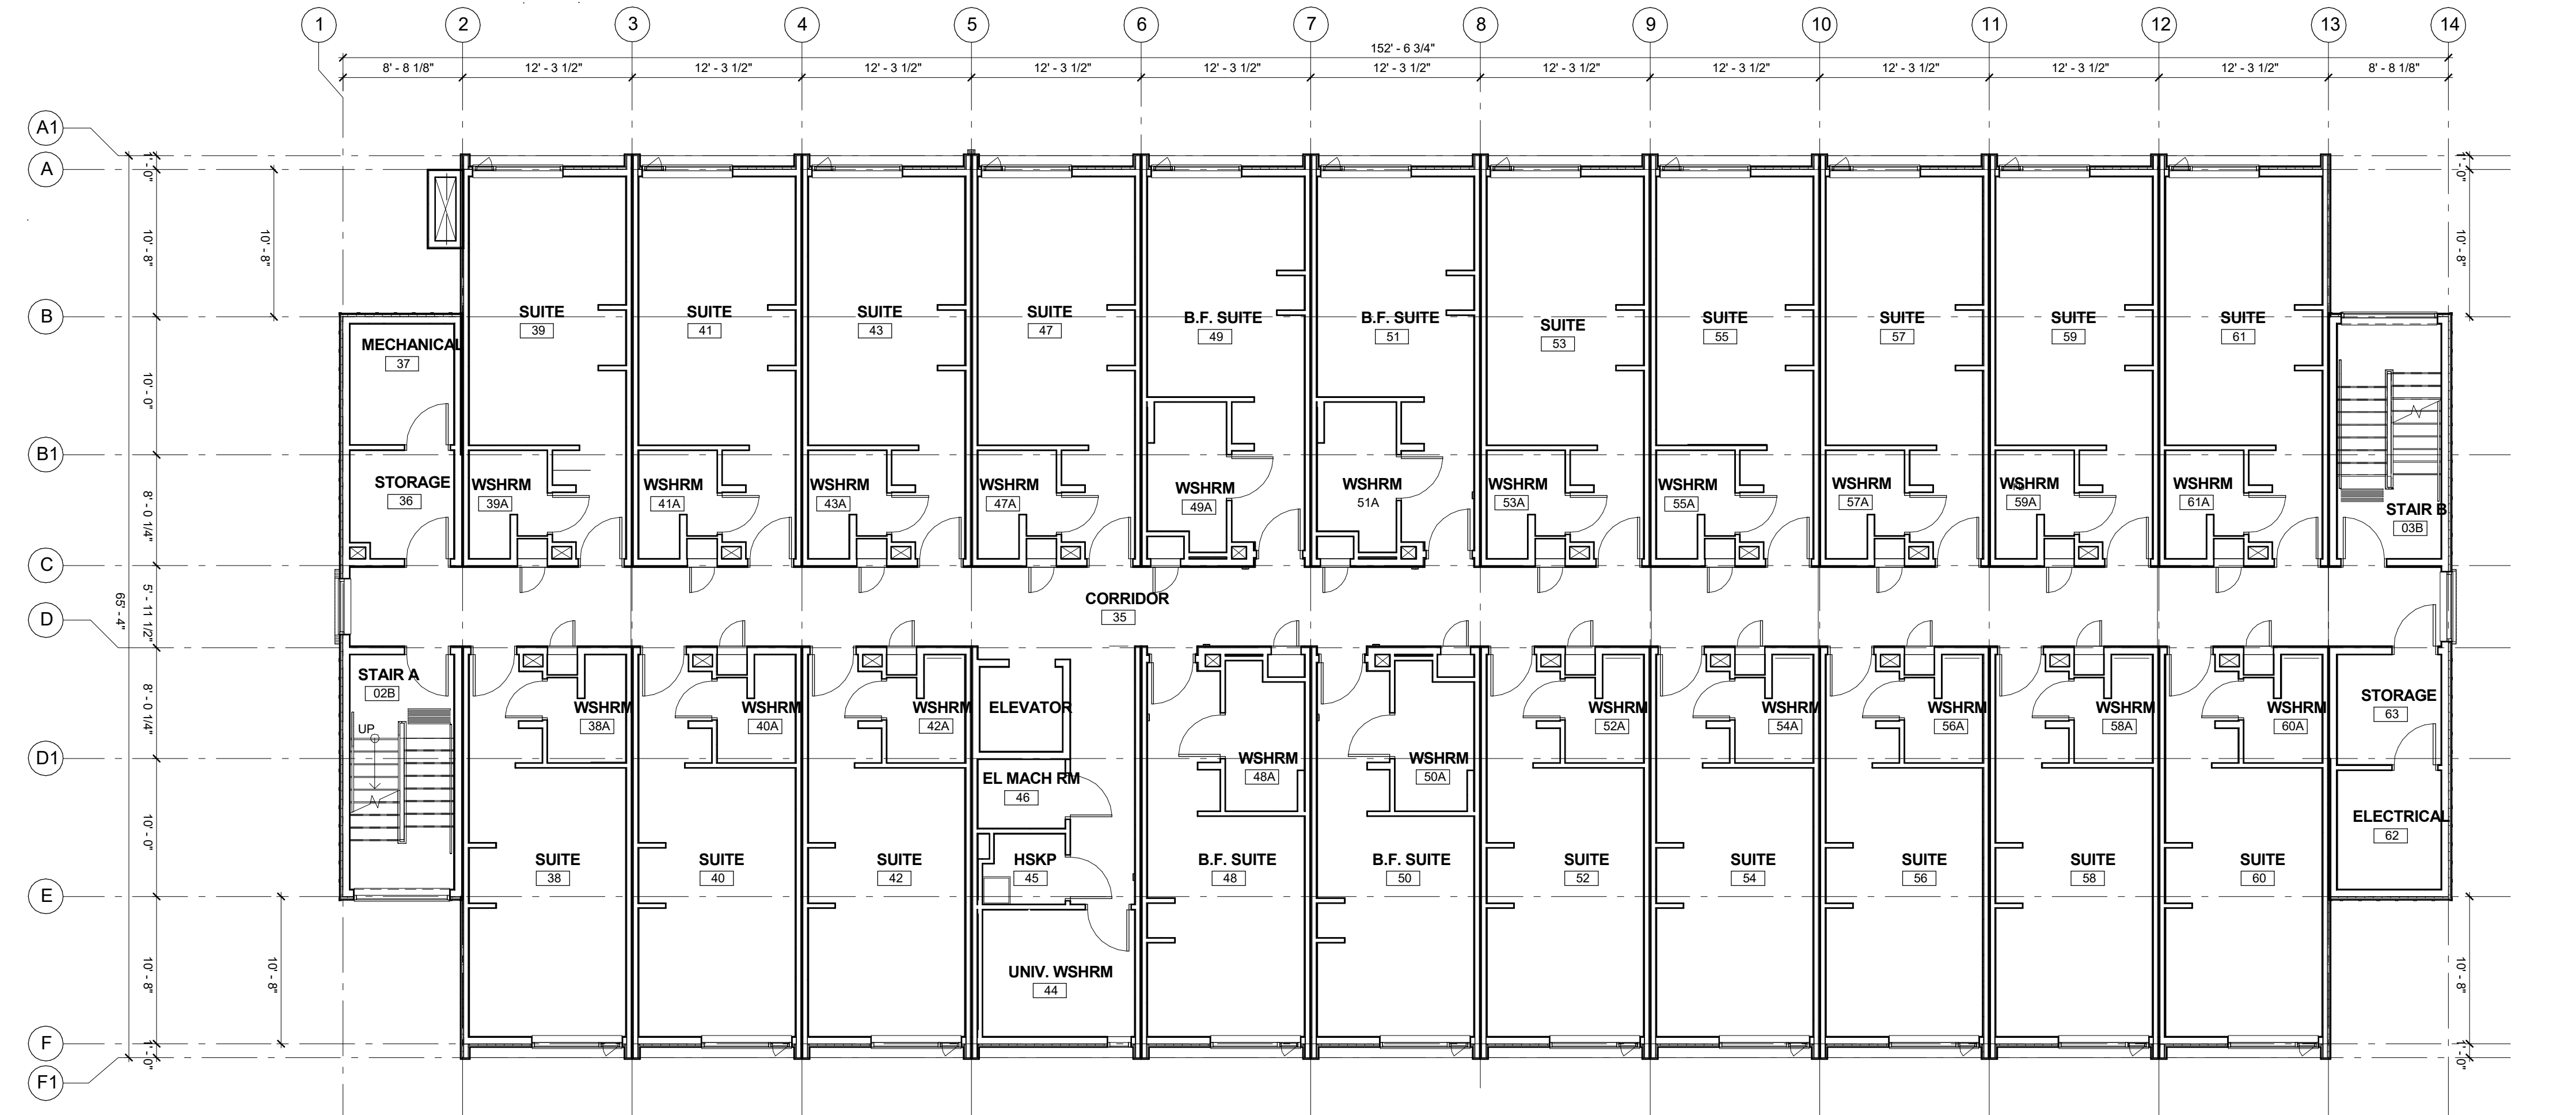 1 2 3 4 5 6 7 8 9 10 11 12 13 14
152' - 6 3/4"
8' - 8 1/8" 12' - 3 1/2" 12' - 3 1/2" 12' - 3 1/2" 12' - 3 1/2" 12' - 3 1/2" 12' - 3 1/2" 12' - 3 1/2" 12' - 3 1/2" 12' - 3 1/2" 12' - 3 1/2" 12' - 3 1/2" 8' - 8 1/8"
A1
A
B
B1
C
D
D1
E
F
F1
65' - 4"
1' - 0"
10' - 8"
10' - 0"
8' - 0 1/4"
5' - 11 1/2"
8' - 0 1/4"
10' - 0"
10' - 8"
1' - 0"
10' - 8"
10' - 8"
1' - 0"
10' - 8"
10' - 8"
1' - 0"
SUITE
39
SUITE
41
SUITE
43
SUITE
47
B.F. SUITE
49
B.F. SUITE
51
SUITE
53
SUITE
55
SUITE
57
SUITE
59
SUITE
61
MECHANICAL
37
STORAGE
36
WSHRM
39A
WSHRM
41A
WSHRM
43A
WSHRM
47A
WSHRM
49A
WSHRM
51A
WSHRM
53A
WSHRM
55A
WSHRM
57A
WSHRM
59A
WSHRM
61A
STAIR B
03B
CORRIDOR
35
STAIR A
02B
UP
WSHRM
38A
WSHRM
40A
WSHRM
42A
ELEVATOR
EL MACH RM
46
WSHRM
48A
WSHRM
50A
WSHRM
52A
WSHRM
54A
WSHRM
56A
WSHRM
58A
WSHRM
60A
STORAGE
63
ELECTRICAL
62
SUITE
38
SUITE
40
SUITE
42
HSKP
45
B.F. SUITE
48
B.F. SUITE
50
SUITE
52
SUITE
54
SUITE
56
SUITE
58
SUITE
60
UNIV. WSHRM
44